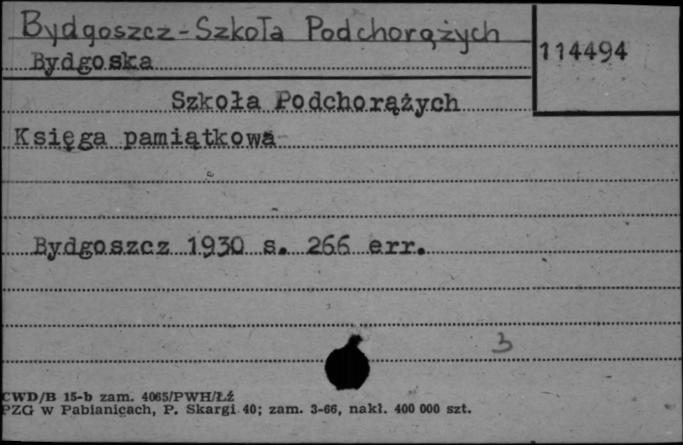 Bydgoszcz-Szkoła Podchorążych
114494
Bydgoska
Szkoła Podchorążych
Księga pamiątkowa
Bydgoszcz 1930 s. 266 err.
3
CWD/B 15-b zam. 4065/PWH/Łź
PZG w Pabianicach, P. Skargi 40; zam. 3-66, nakł. 400 000 szt.